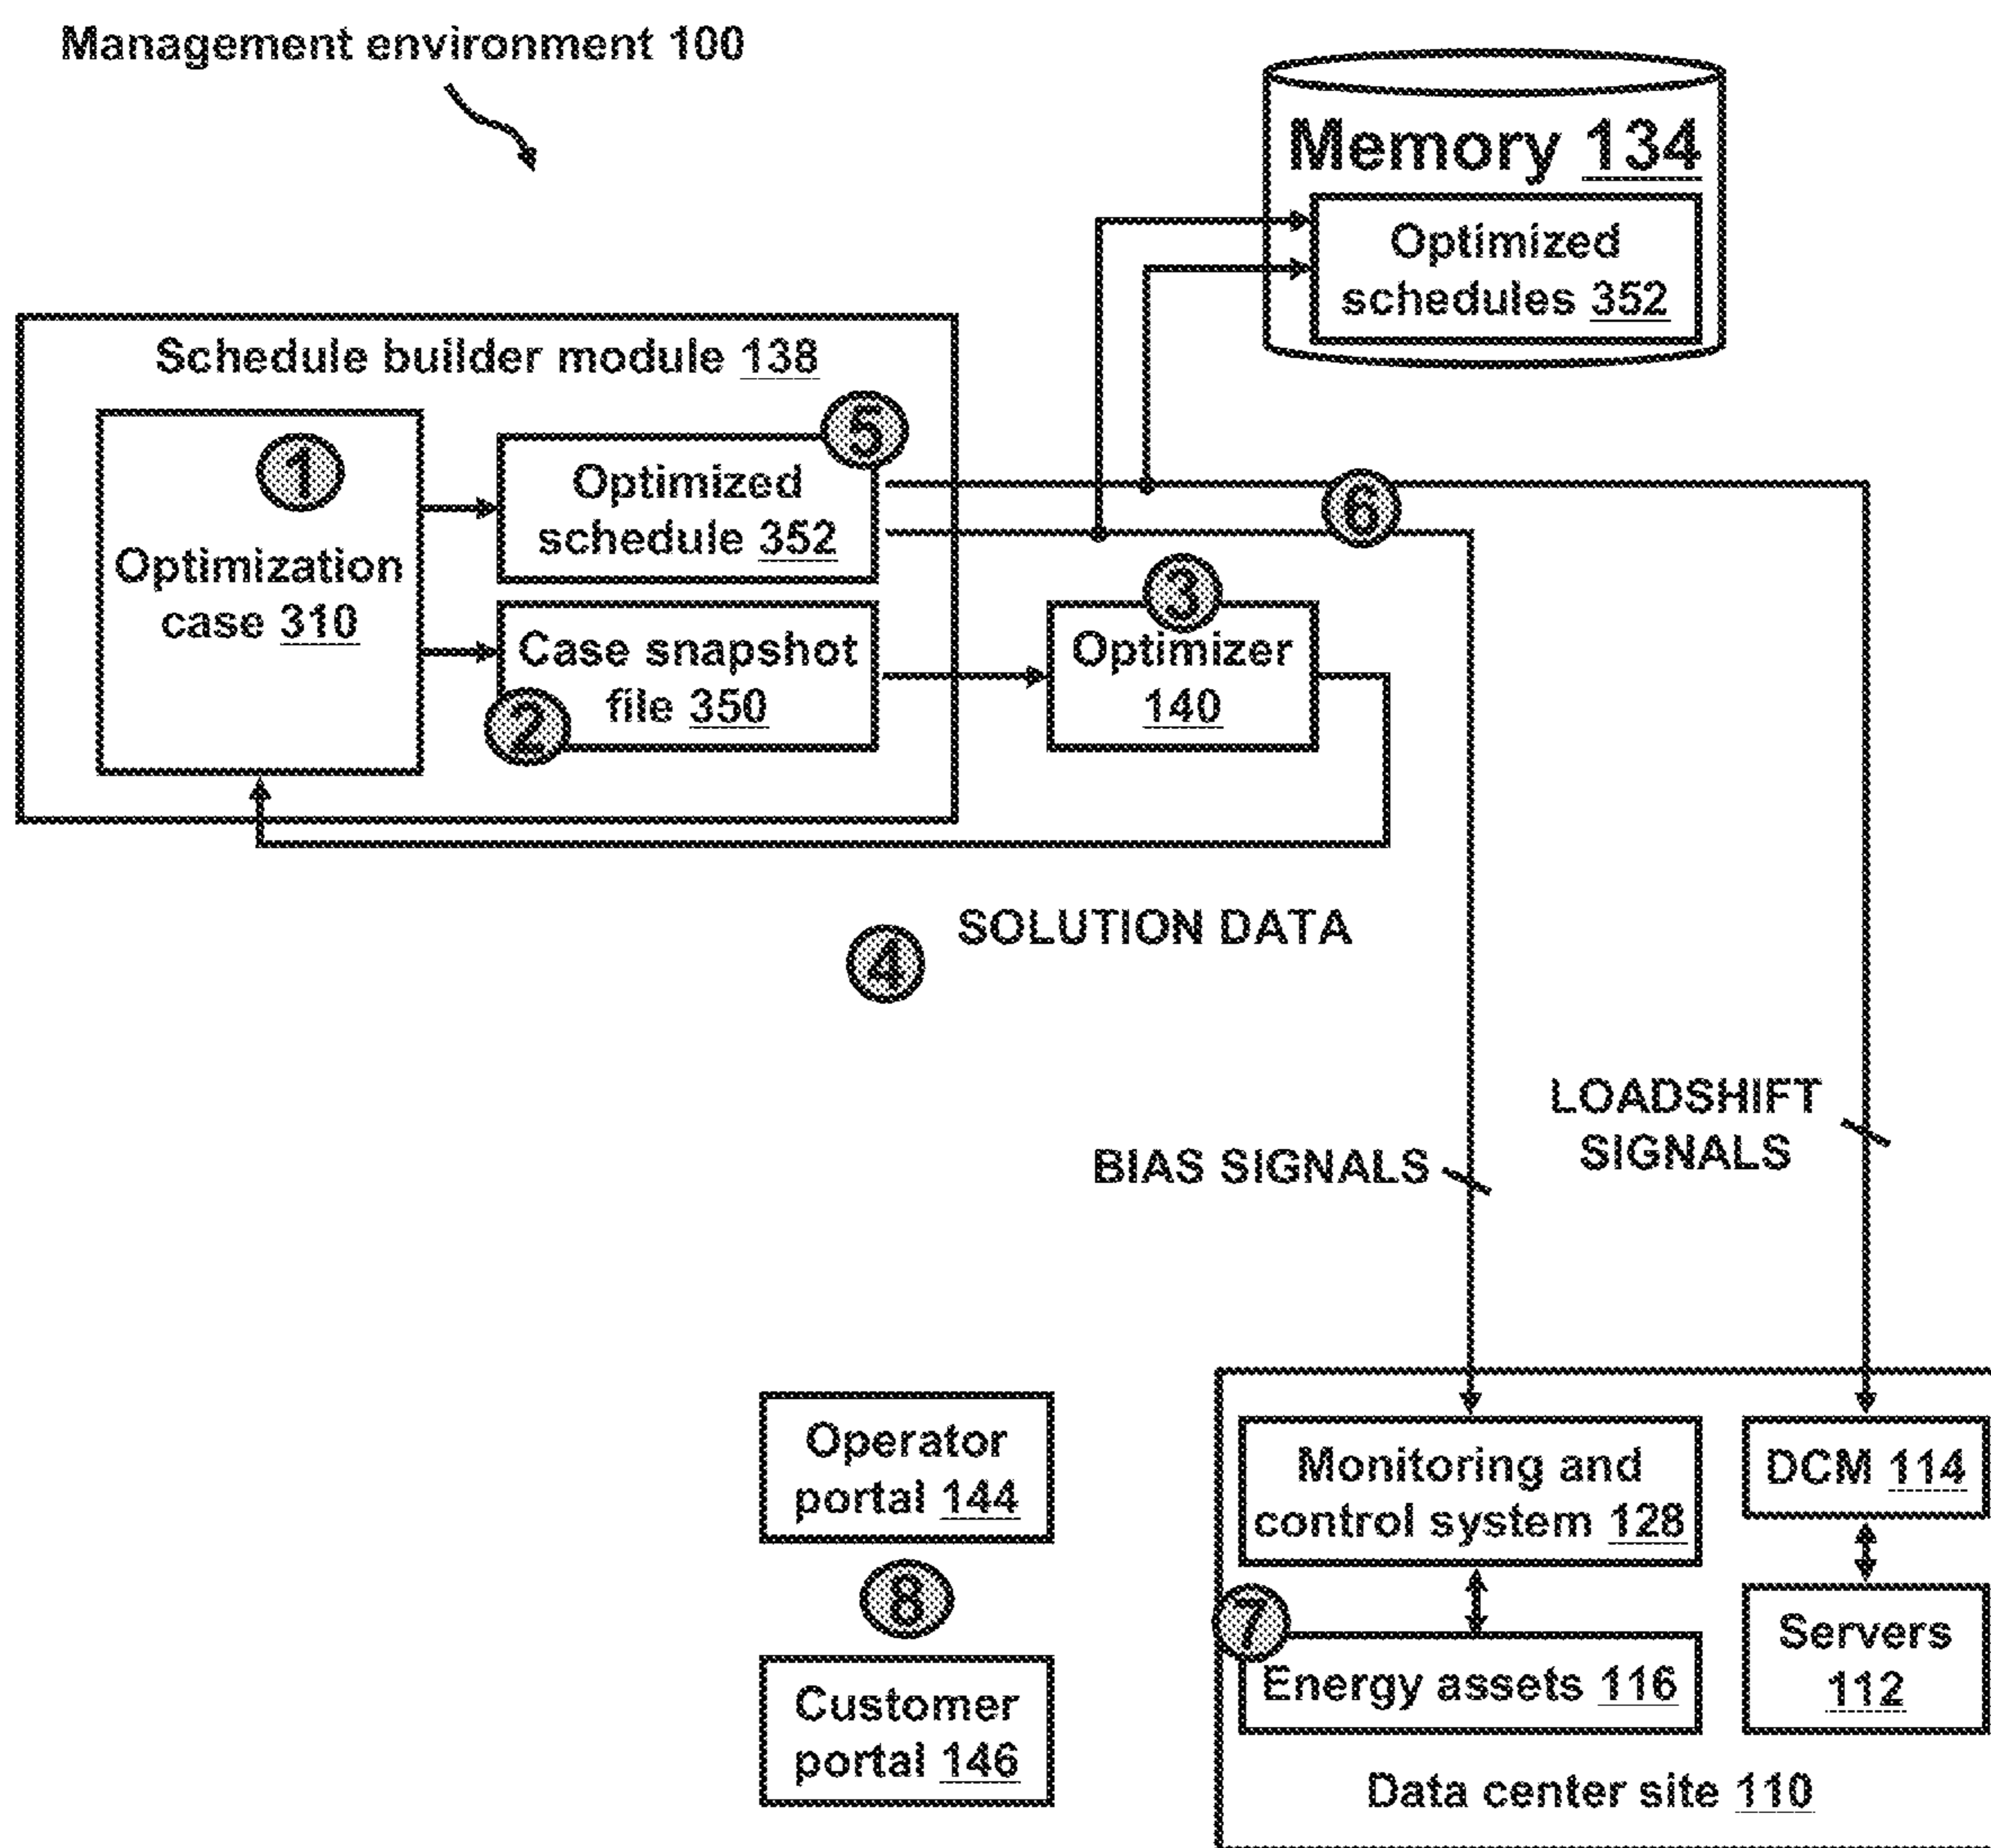 Management environment 100
Memory 134
Optimized
schedules 352
Schedule builder module 138
1
Optimization
case 310
5
Optimized
schedule 352
6
2
Case snapshot
file 350
3
Optimizer
140
4
SOLUTION DATA
BIAS SIGNALS
LOADSHIFT
SIGNALS
Operator
portal 144
8
Customer
portal 146
Monitoring and
control system 128
DCM 114
7
Energy assets 116
Servers
112
Data center site 110